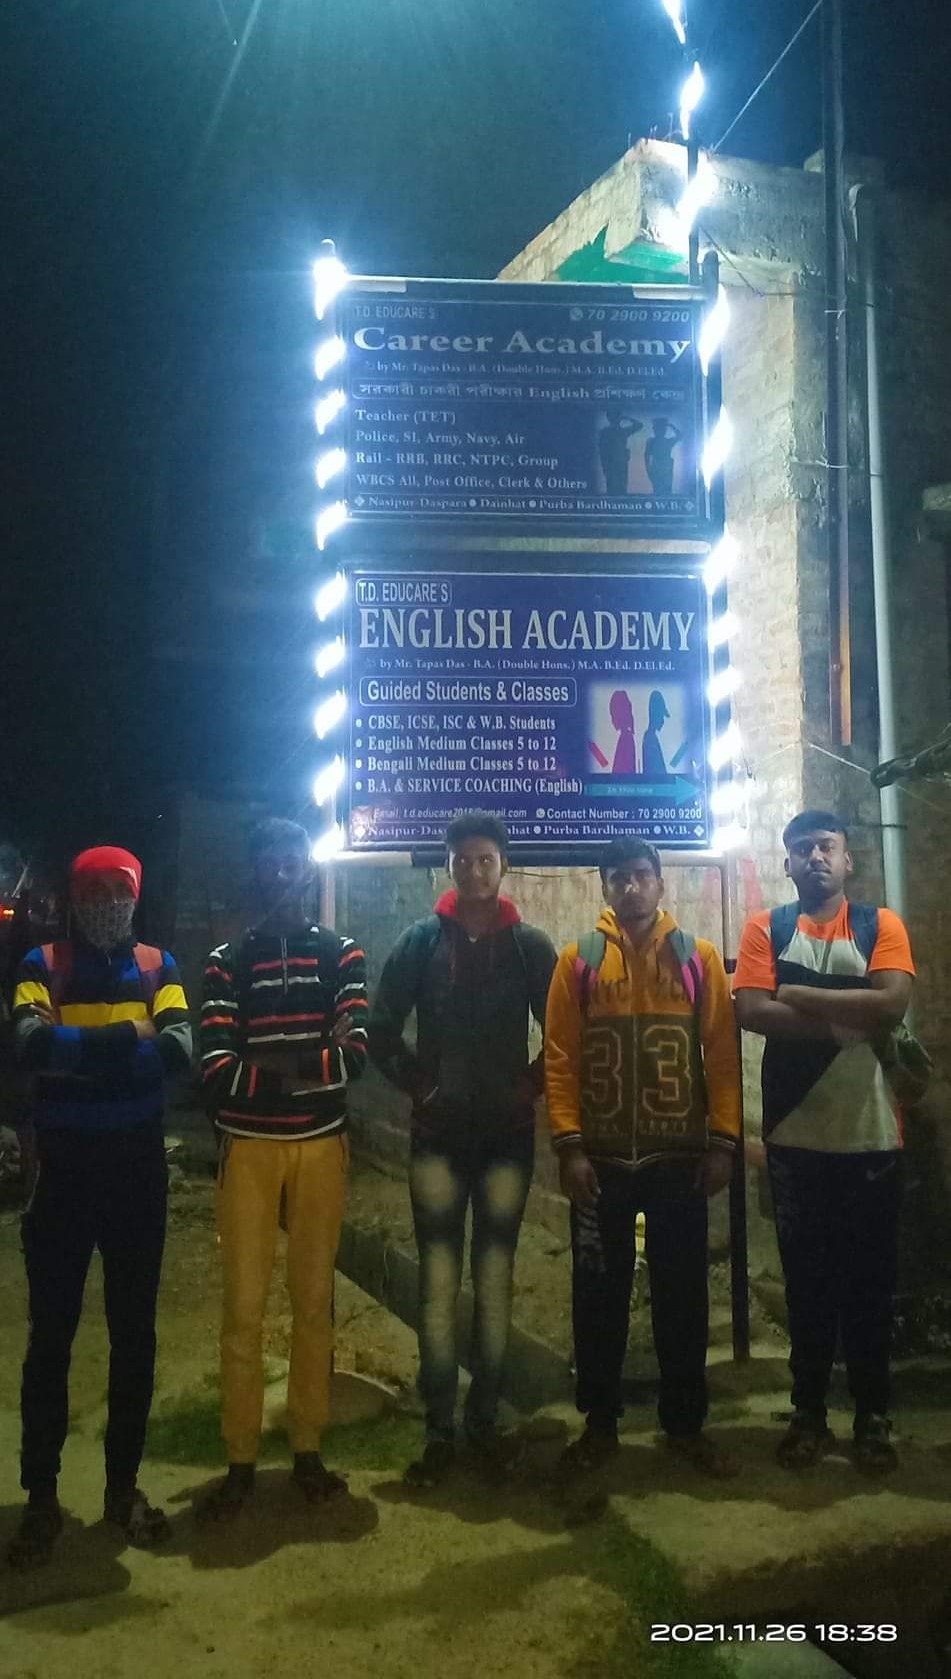 T.D. EDUCARE'S
70 2900 9200
Career Academy
by Mr. Tapas Das - B.A. (Double Hons.) M.A. B.Ed. D.El.Ed.
সরকারী চাকরী পরীক্ষার English প্রশিক্ষণ কেন্দ্র
Teacher (TET)
Police, SI, Army, Navy, Air
Rail - RRB, RRC, NTPC, Group
WBCS All, Post Office, Clerk & Others
❖ Nasipur-Daspara ● Dainhat ● Purba Bardhaman ● W.B. ❖
T.D. EDUCARE'S
ENGLISH ACADEMY
by Mr. Tapas Das - B.A. (Double Hons.) M.A. B.Ed. D.El.Ed.
Guided Students & Classes
• CBSE, ICSE, ISC & W.B. Students
• English Medium Classes 5 to 12
• Bengali Medium Classes 5 to 12
• B.A. & SERVICE COACHING (English)
Contact Number : 70 2900 9200
❖ Nasipur- ● Purba Bardhaman ● W.B. ❖
33
2021.11.26 18:38